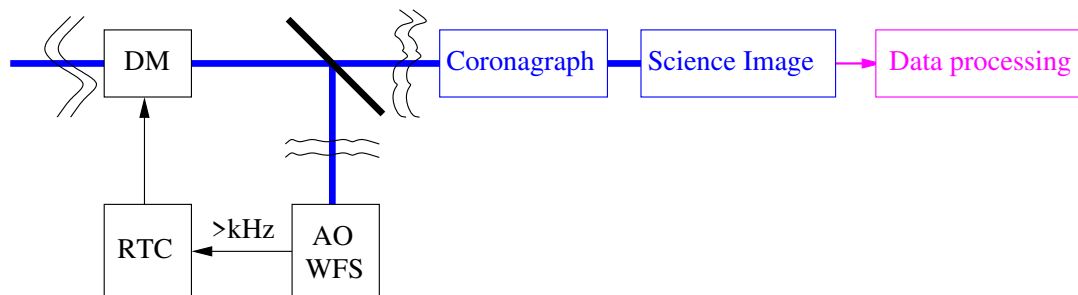 DM
Coronagraph
Science Image
Data processing
RTC
>kHz
AO
WFS